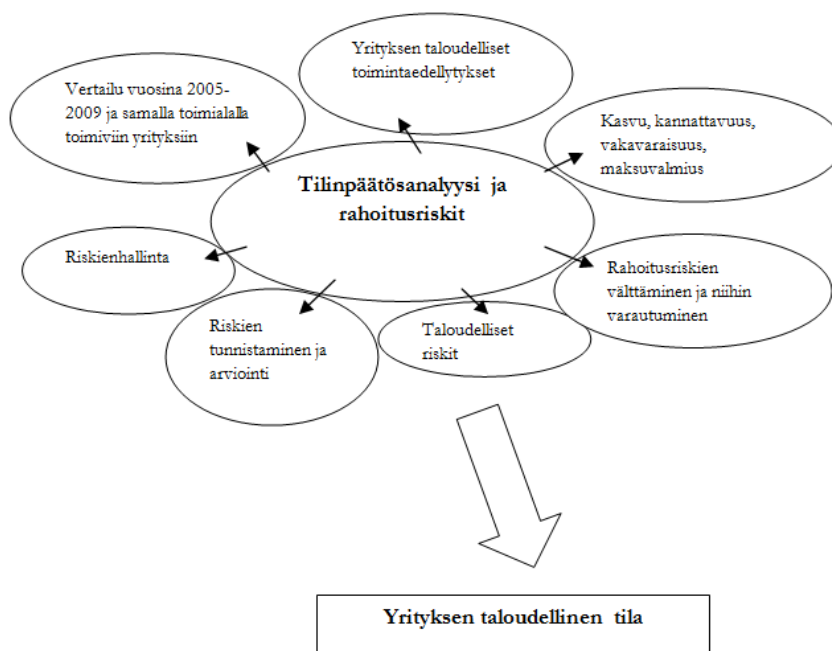 Yrityksen taloudelliset
toimintaedellytykset
Vertailu vuosina 2005-
2009 ja samalla toimialalla
toimiviin yrityksiin
Kasvu, kannattavuus,
vakavaraisuus,
maksuvalmius
Tilinpäätösanalyysi ja
rahoitusriskit
Riskienhallinta
Rahoitusriskien
välttäminen ja niihin
varautuminen
Riskien
tunnistaminen ja
arviointi
Taloudelliset
riskit
Yrityksen taloudellinen tila